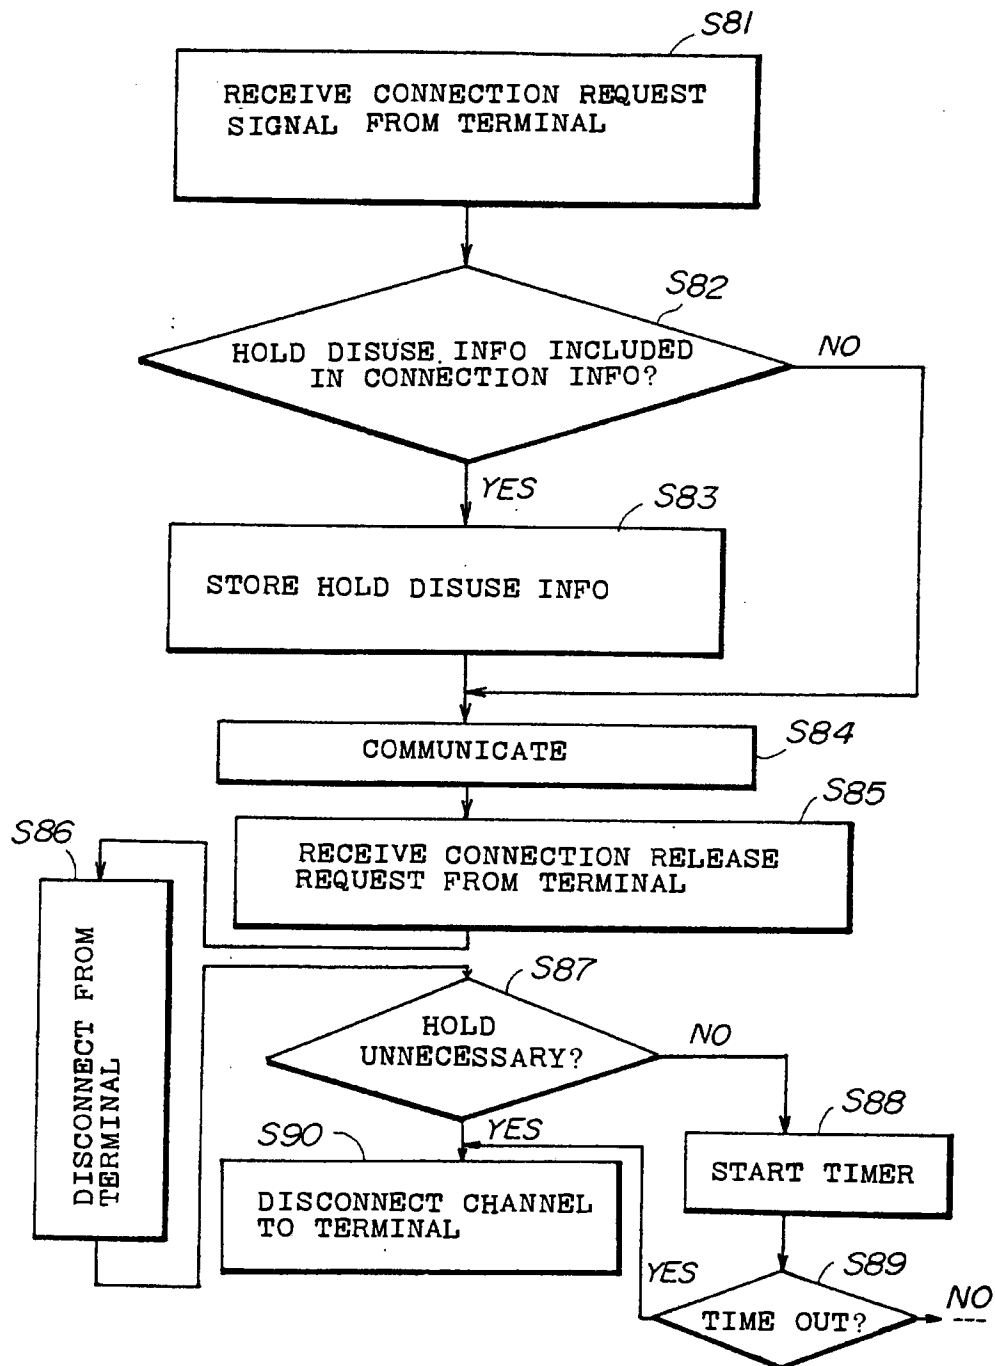 S81
RECEIVE CONNECTION REQUEST
SIGNAL FROM TERMINAL
S82
HOLD DISUSE INFO INCLUDED
IN CONNECTION INFO?
NO
YES
S83
STORE HOLD DISUSE INFO
S84
COMMUNICATE
S85
RECEIVE CONNECTION RELEASE
REQUEST FROM TERMINAL
S86
DISCONNECT FROM
TERMINAL
S87
HOLD
UNNECESSARY?
NO
YES
S88
START TIMER
S90
DISCONNECT CHANNEL
TO TERMINAL
S89
TIME OUT?
YES
NO
---